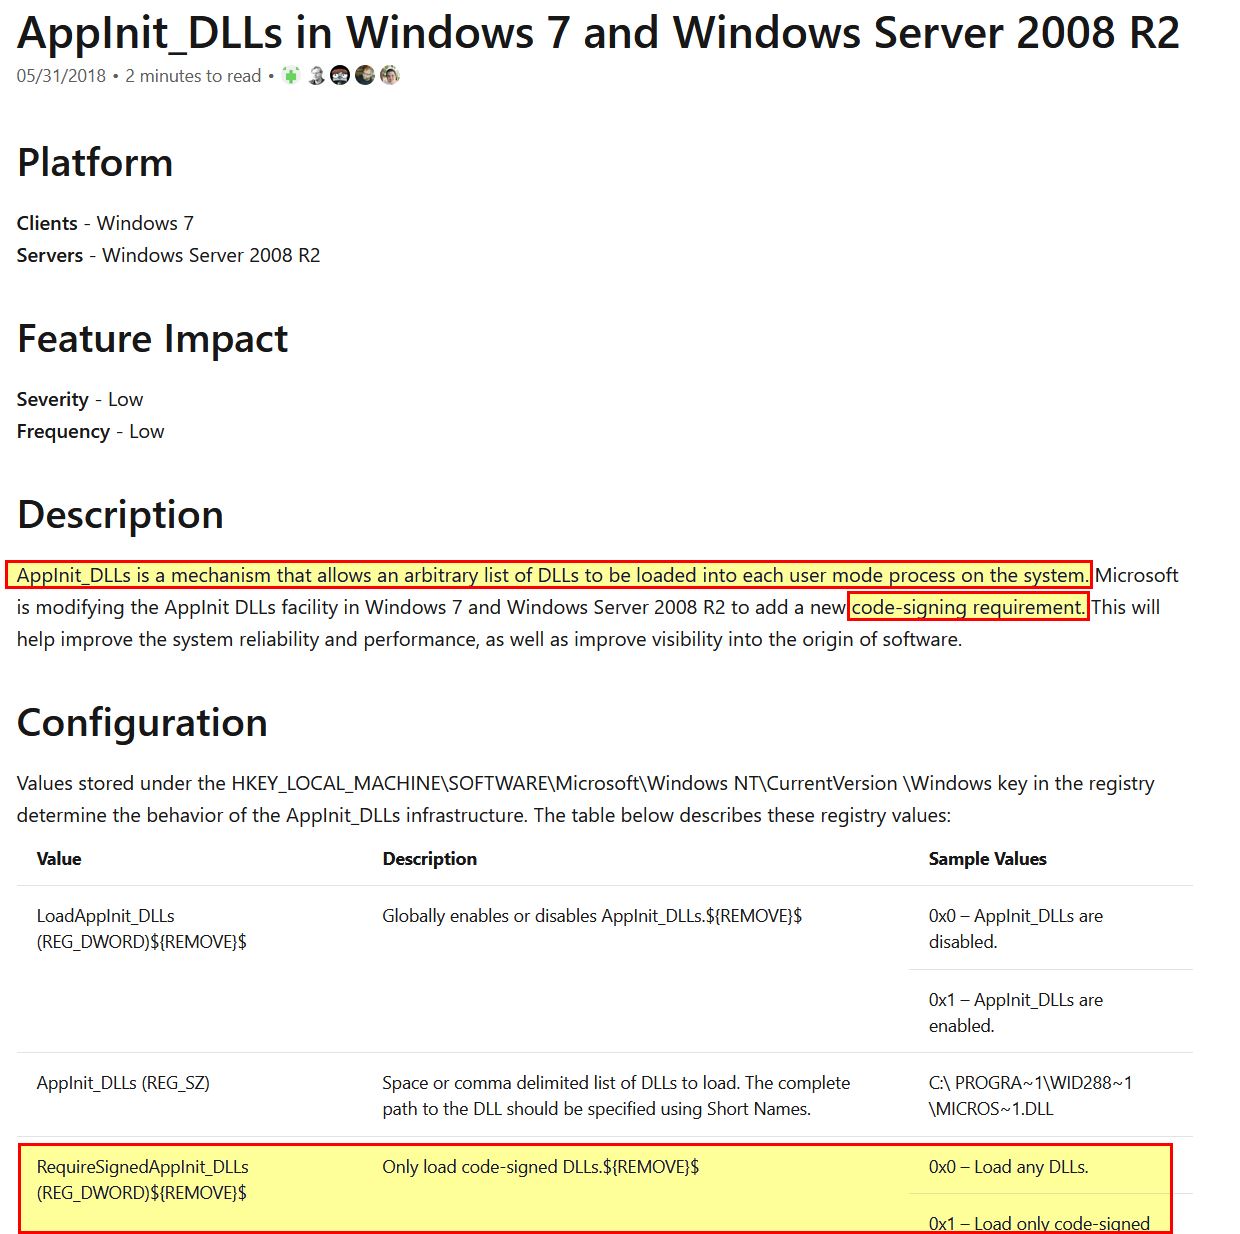 AppInit_DLLs in Windows 7 and Windows Server 2008 R2
05/31/2018 • 2 minutes to read •
Platform
Clients - Windows 7
Servers - Windows Server 2008 R2
Feature Impact
Severity - Low
Frequency - Low
Description
AppInit_DLLs is a mechanism that allows an arbitrary list of DLLs to be loaded into each user mode process on the system. Microsoft
is modifying the AppInit DLLs facility in Windows 7 and Windows Server 2008 R2 to add a new code-signing requirement. This will
help improve the system reliability and performance, as well as improve visibility into the origin of software.
Configuration
Values stored under the HKEY_LOCAL_MACHINE\SOFTWARE\Microsoft\Windows NT\CurrentVersion \Windows key in the registry
determine the behavior of the AppInit_DLLs infrastructure. The table below describes these registry values:
Value Description Sample Values
LoadAppInit_DLLs Globally enables or disables AppInit_DLLs.${REMOVE}$ 0x0 – AppInit_DLLs are
(REG_DWORD)${REMOVE}$ disabled.
0x1 – AppInit_DLLs are
enabled.
AppInit_DLLs (REG_SZ) Space or comma delimited list of DLLs to load. The complete C:\ PROGRA~1\WID288~1
path to the DLL should be specified using Short Names. \MICROS~1.DLL
RequireSignedAppInit_DLLs Only load code-signed DLLs.${REMOVE}$ 0x0 – Load any DLLs.
(REG_DWORD)${REMOVE}$
0x1 – Load only code-signed